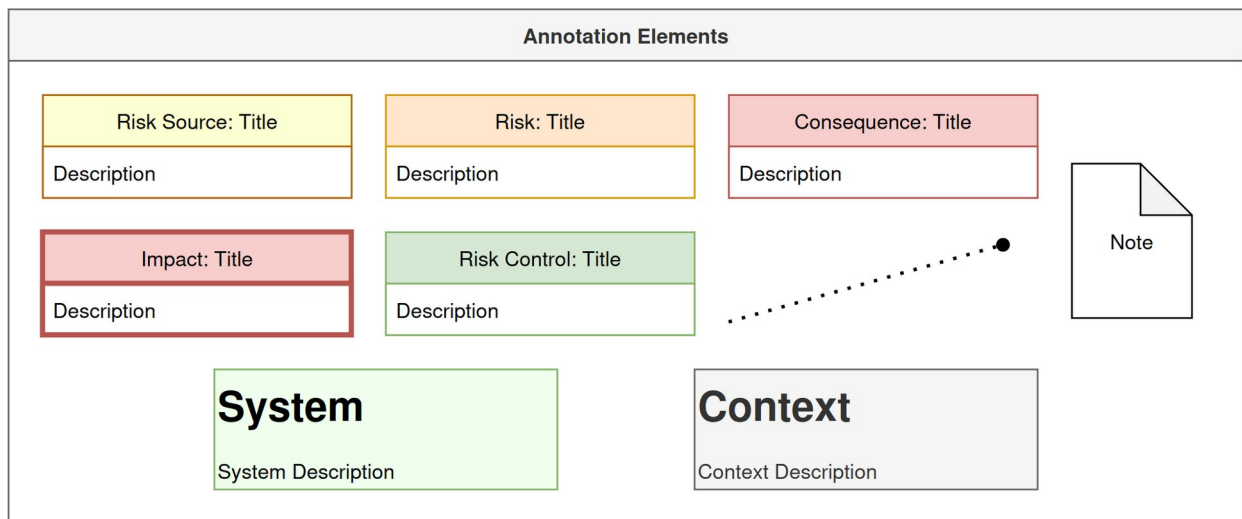 Annotation Elements
Risk Source: Title
Description
Risk: Title
Description
Consequence: Title
Description
Note
Impact: Title
Description
Risk Control: Title
Description
System
System Description
Context
Context Description